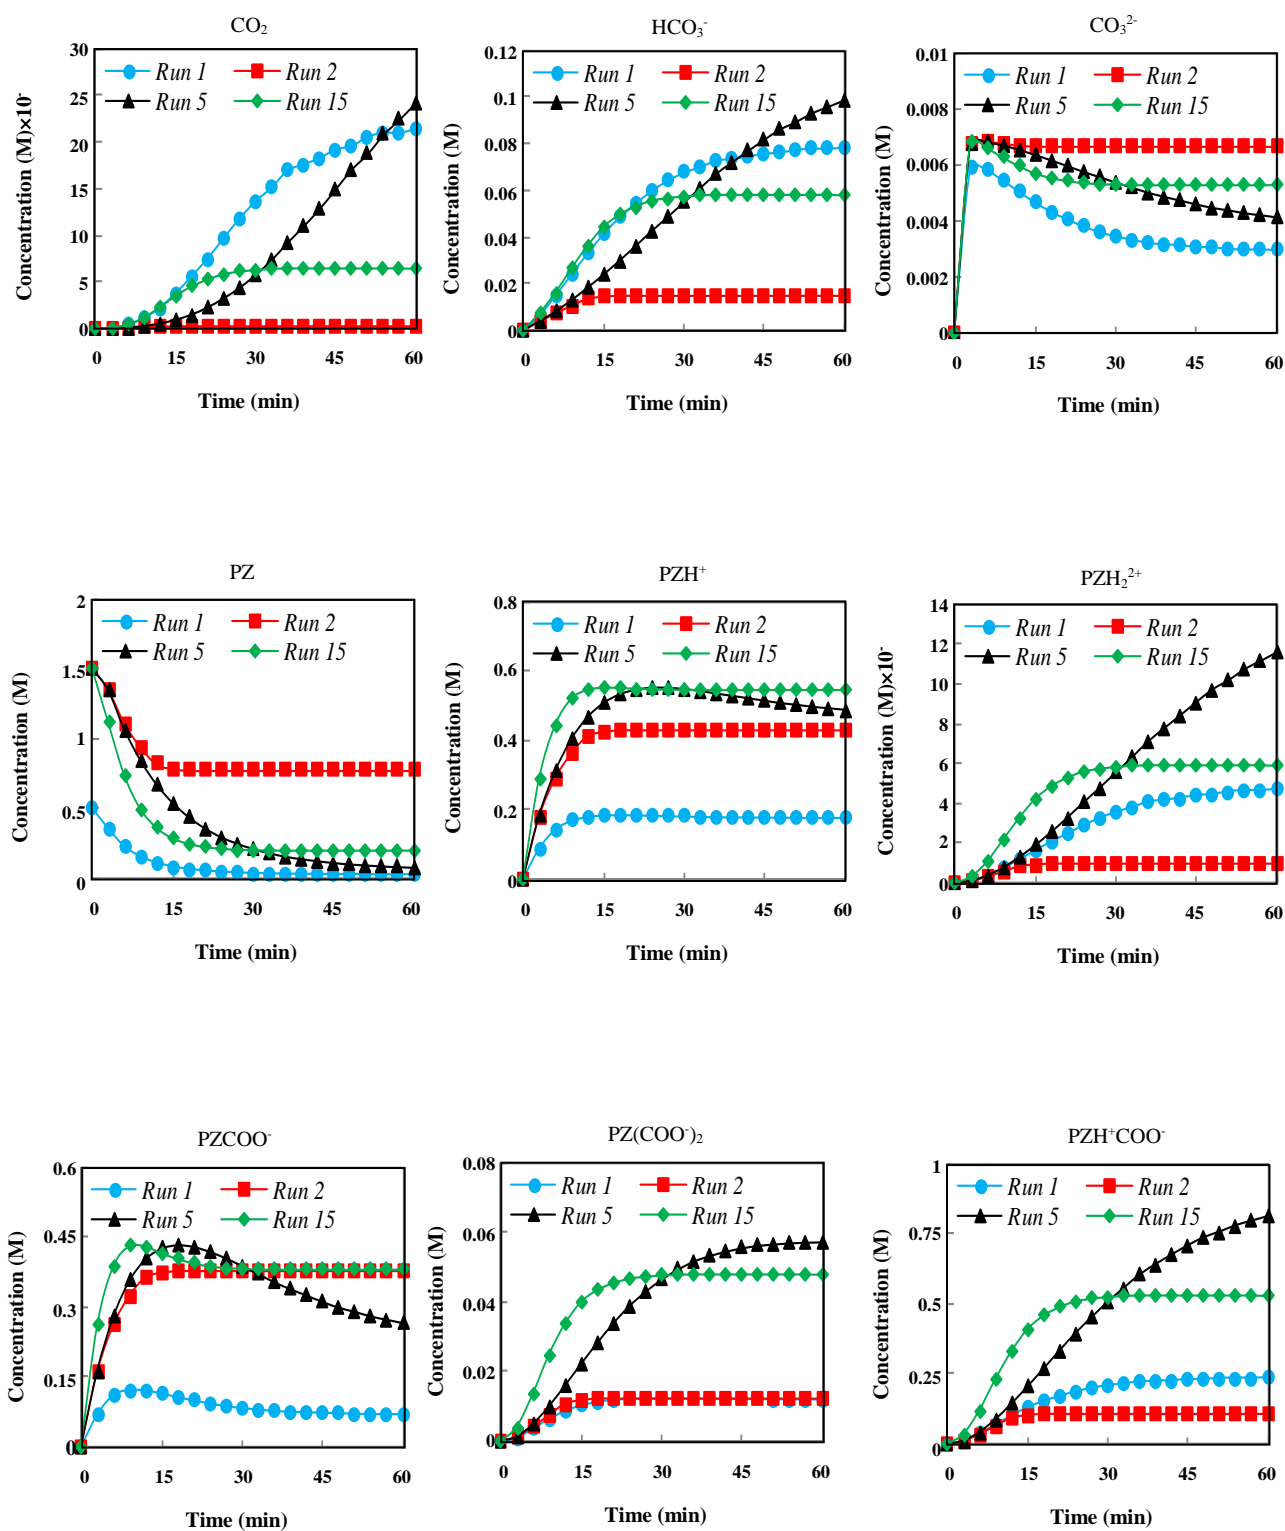 CO₂
Concentration (M)×10⁻
30
25
20
15
10
5
0
Run 1 Run 2
Run 5 Run 15
0 15 30 45 60
Time (min)
HCO₃⁻
Concentration (M)
0.12
0.1
0.08
0.06
0.04
0.02
0
Run 1 Run 2
Run 5 Run 15
0 15 30 45 60
Time (min)
CO₃²⁻
Concentration (M)
0.01
0.008
0.006
0.004
0.002
0
Run 1 Run 2
Run 5 Run 15
0 15 30 45 60
Time (min)
PZ
Concentration (M)
2
1.5
1
0.5
0
Run 1 Run 2
Run 5 Run 15
0 15 30 45 60
Time (min)
PZH⁺
Concentration (M)
0.8
0.6
0.4
0.2
0
Run 1 Run 2
Run 5 Run 15
0 15 30 45 60
Time (min)
PZH₂²⁺
Concentration (M)×10⁻
14
12
10
8
6
4
2
0
Run 1 Run 2
Run 5 Run 15
0 15 30 45 60
Time (min)
PZCOO⁻
Concentration (M)
0.6
0.45
0.3
0.15
0
Run 1 Run 2
Run 5 Run 15
0 15 30 45 60
Time (min)
PZ(COO⁻)₂
Concentration (M)
0.08
0.06
0.04
0.02
0
Run 1 Run 2
Run 5 Run 15
0 15 30 45 60
Time (min)
PZH⁺COO⁻
Concentration (M)
1
0.75
0.5
0.25
0
Run 1 Run 2
Run 5 Run 15
0 15 30 45 60
Time (min)